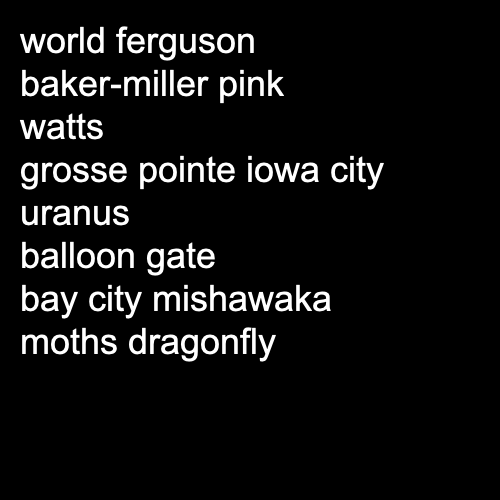 world ferguson
baker-miller pink
watts
grosse pointe iowa city
uranus
balloon gate
bay city mishawaka
moths dragonfly